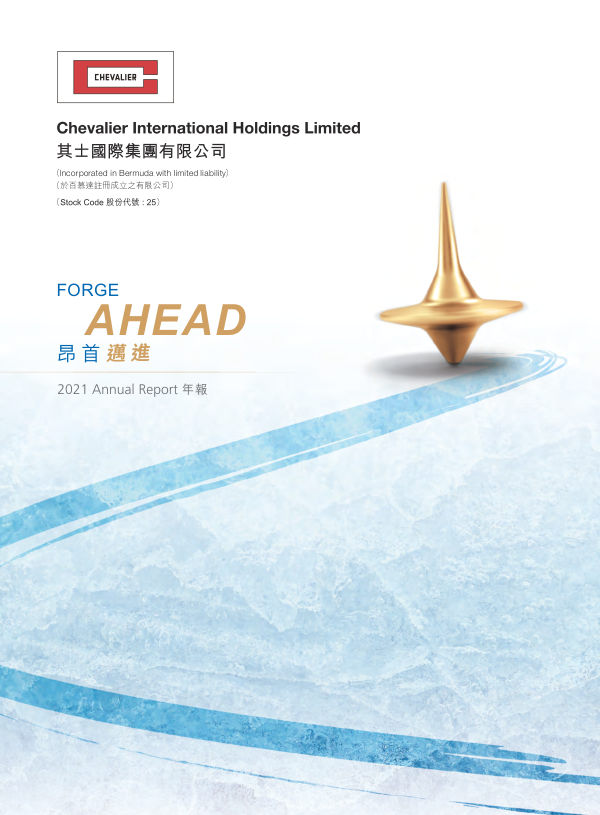 CHEVALIER
Chevalier International Holdings Limited
其士國際集團有限公司
(Incorporated in Bermuda with limited liability)
(於百慕達註冊成立之有限公司)
(Stock Code 股份代號 : 25)
FORGE
AHEAD
昂首邁進
2021 Annual Report 年報